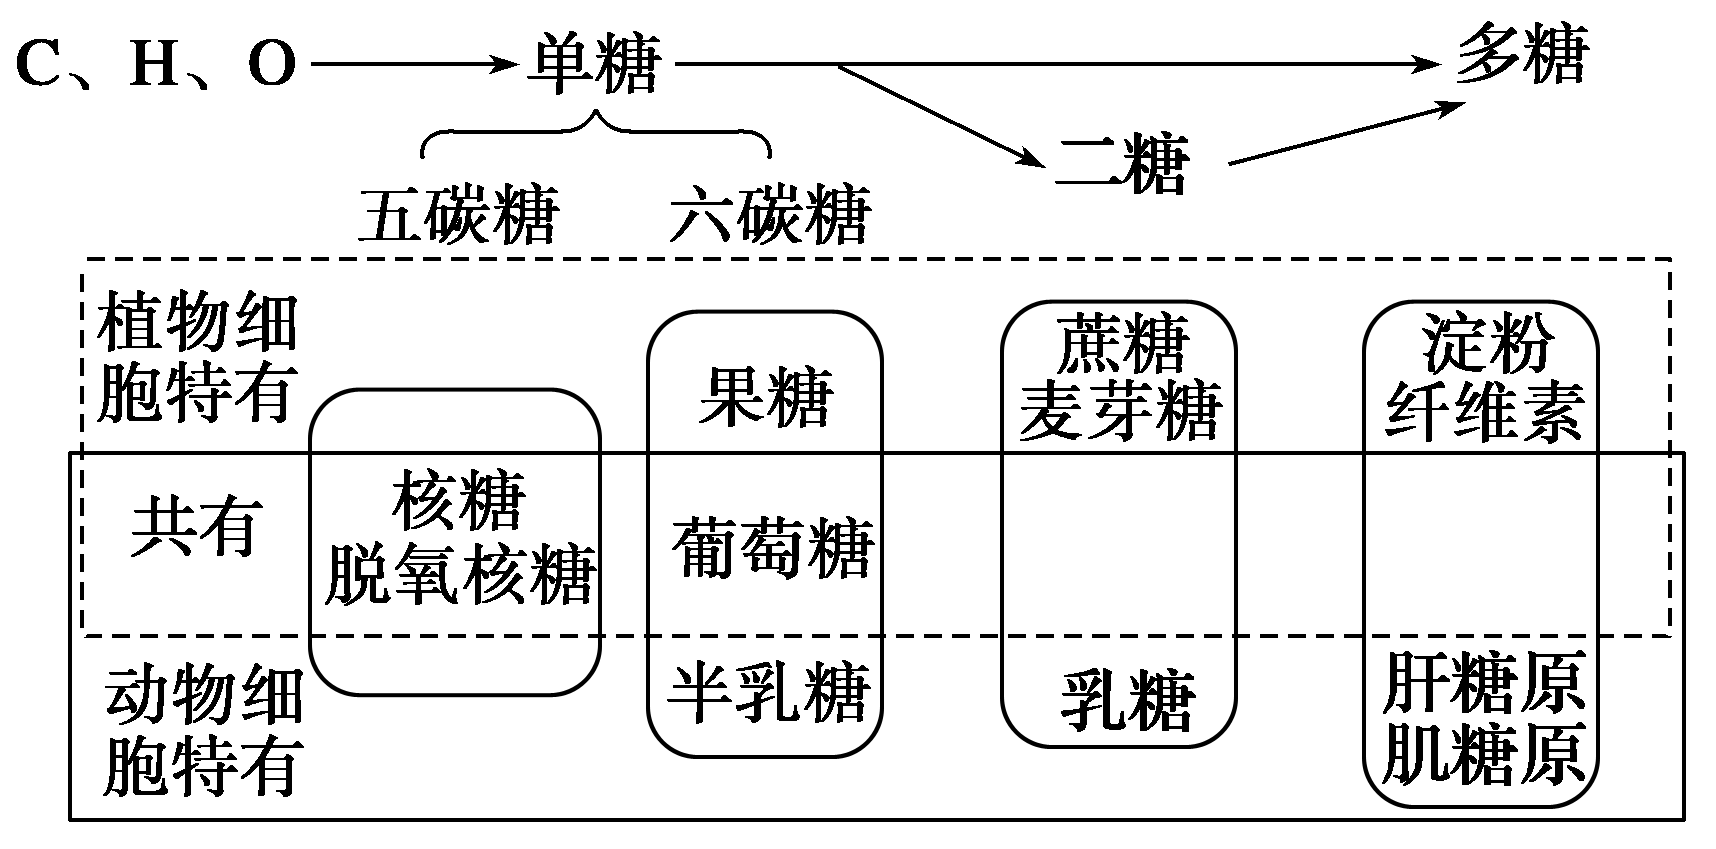 C、H、O 单糖 多糖
二糖
五碳糖 六碳糖
植物细
胞特有
果糖
蔗糖
麦芽糖
淀粉
纤维素
共有
核糖
脱氧核糖
葡萄糖
动物细
胞特有
半乳糖
乳糖
肝糖原
肌糖原